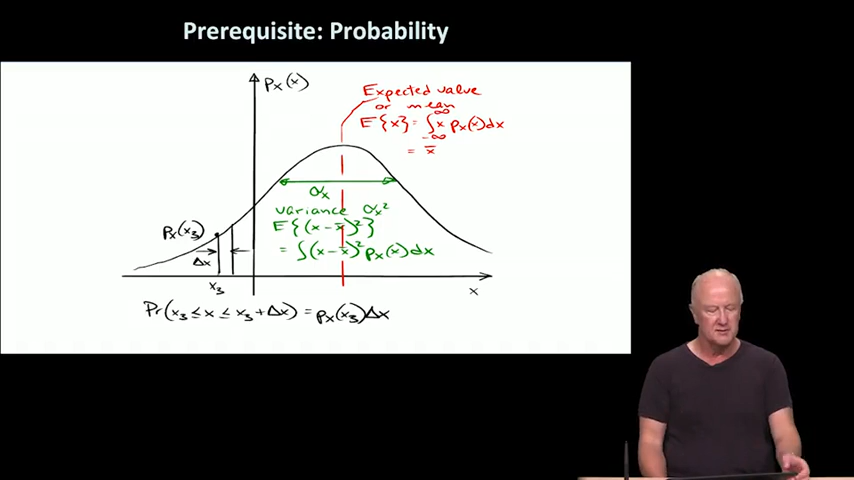 Prerequisite: Probability
pₓ(x)
Expected value
or mean
E{x} = ∫_{-∞}^{∞} x pₓ(x)dx
= x̄
σₓ
variance σₓ²
E{(x - x̄)²}
= ∫(x - x̄)² pₓ(x)dx
pₓ(x₃)
Δx
x₃
x
Pr(x₃ ≤ x ≤ x₃ + Δx) = pₓ(x₃)Δx